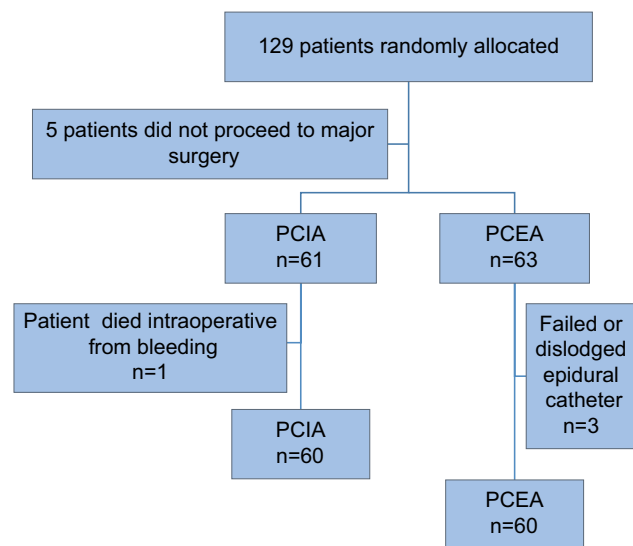 129 patients randomly allocated
5 patients did not proceed to major
surgery
PCIA
n=61
PCEA
n=63
Patient died intraoperative
from bleeding
n=1
Failed or
dislodged
epidural
catheter
n=3
PCIA
n=60
PCEA
n=60